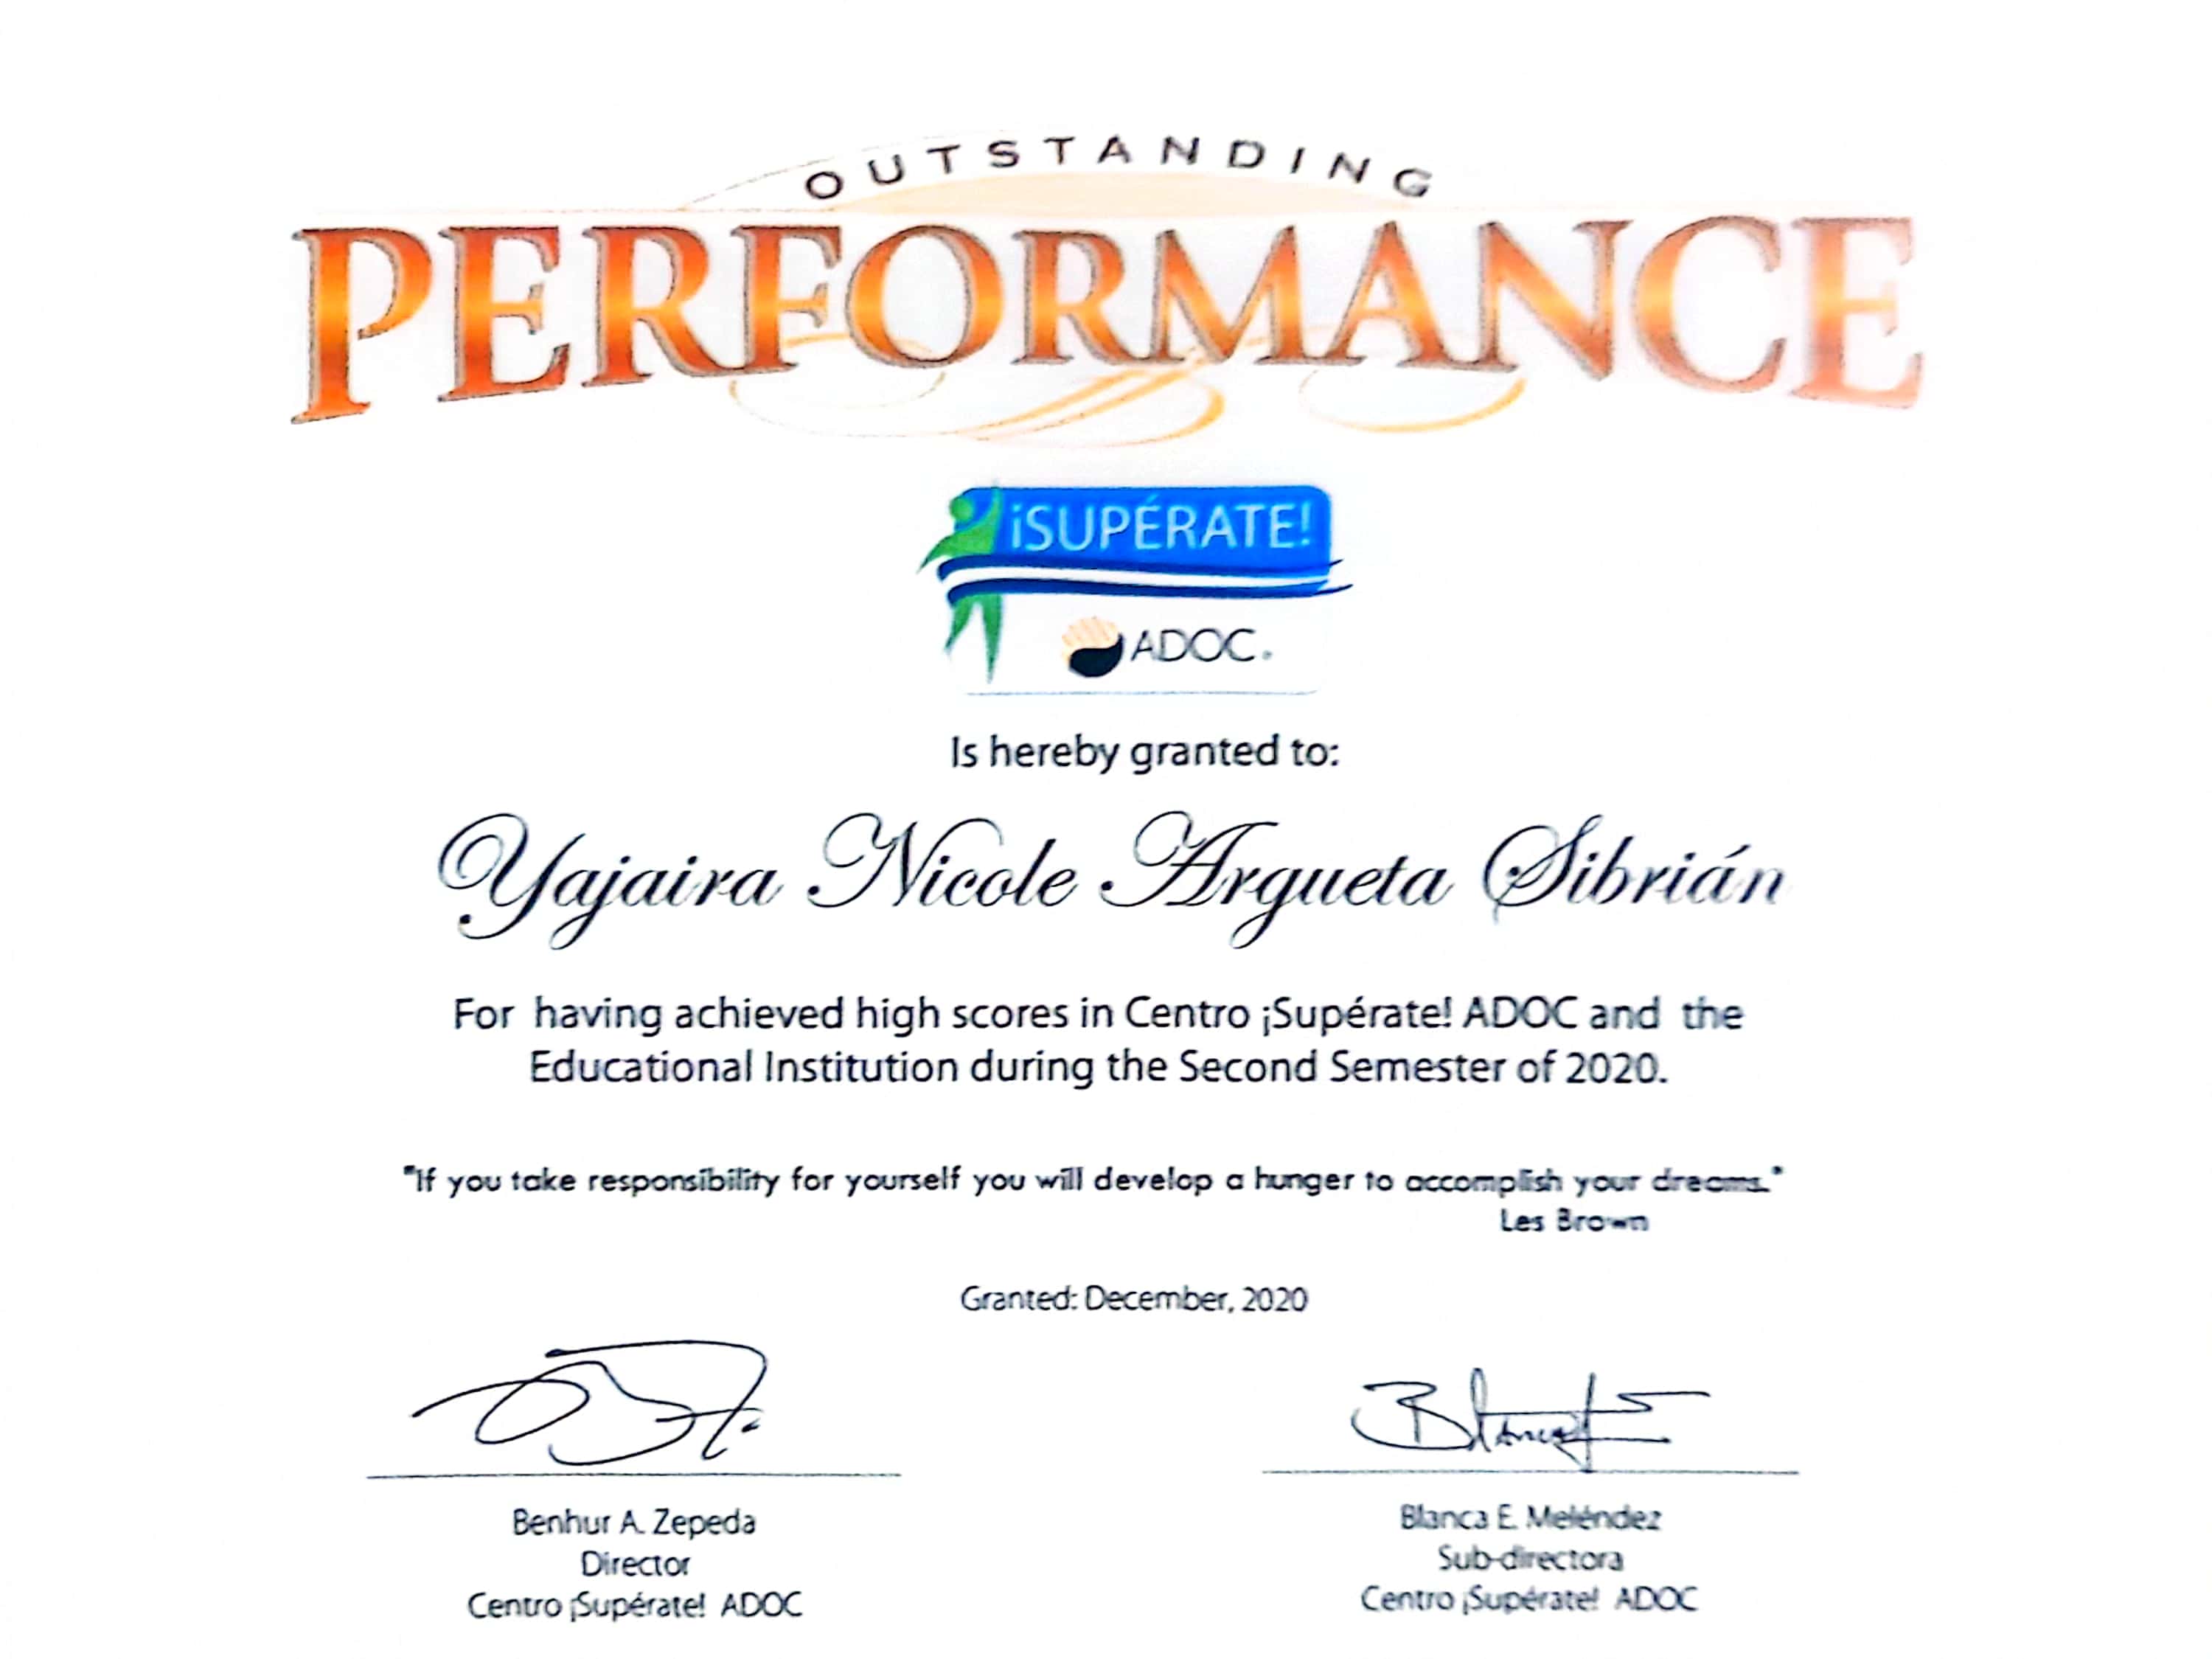 OUTSTANDING
PERFORMANCE
¡SUPÉRATE!
ADOC.
Is hereby granted to:
Yajaira Nicole Argueta Sibrián
For having achieved high scores in Centro ¡Supérate! ADOC and the
Educational Institution during the Second Semester of 2020.
"If you take responsibility for yourself you will develop a hunger to accomplish your dreams."
Les Brown
Granted: December, 2020
Blanca
Benhur A. Zepeda
Director
Centro ¡Supérate! ADOC
Blanca E. Meléndez
Sub-directora
Centro ¡Supérate! ADOC